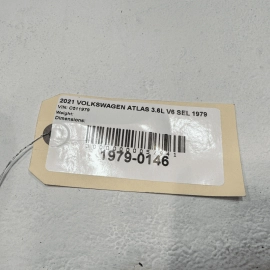 2021 VOLKSWAGEN ATLAS 3.6L V6 SEL 1979
VIN: C511979
Weight:
Dimensions:
1979-0146